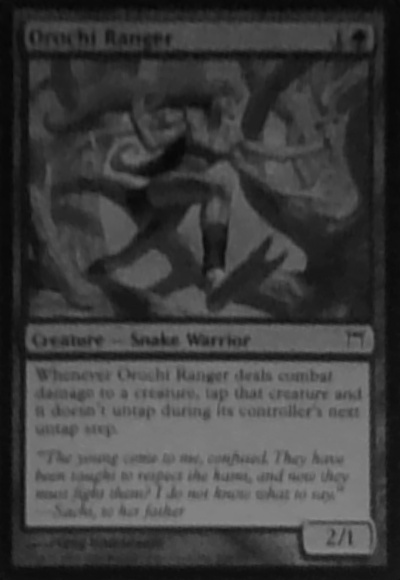 Orochi Ranger 1
Creature — Snake Warrior
Whenever Orochi Ranger deals combat
damage to a creature, tap that creature and
it doesn't untap during its controller's next
untap step.
"The young come to me, confused. They have
been taught to respect the kami, and now they
must fight them? I do not know what to say."
—Sachi, to her father
2/1